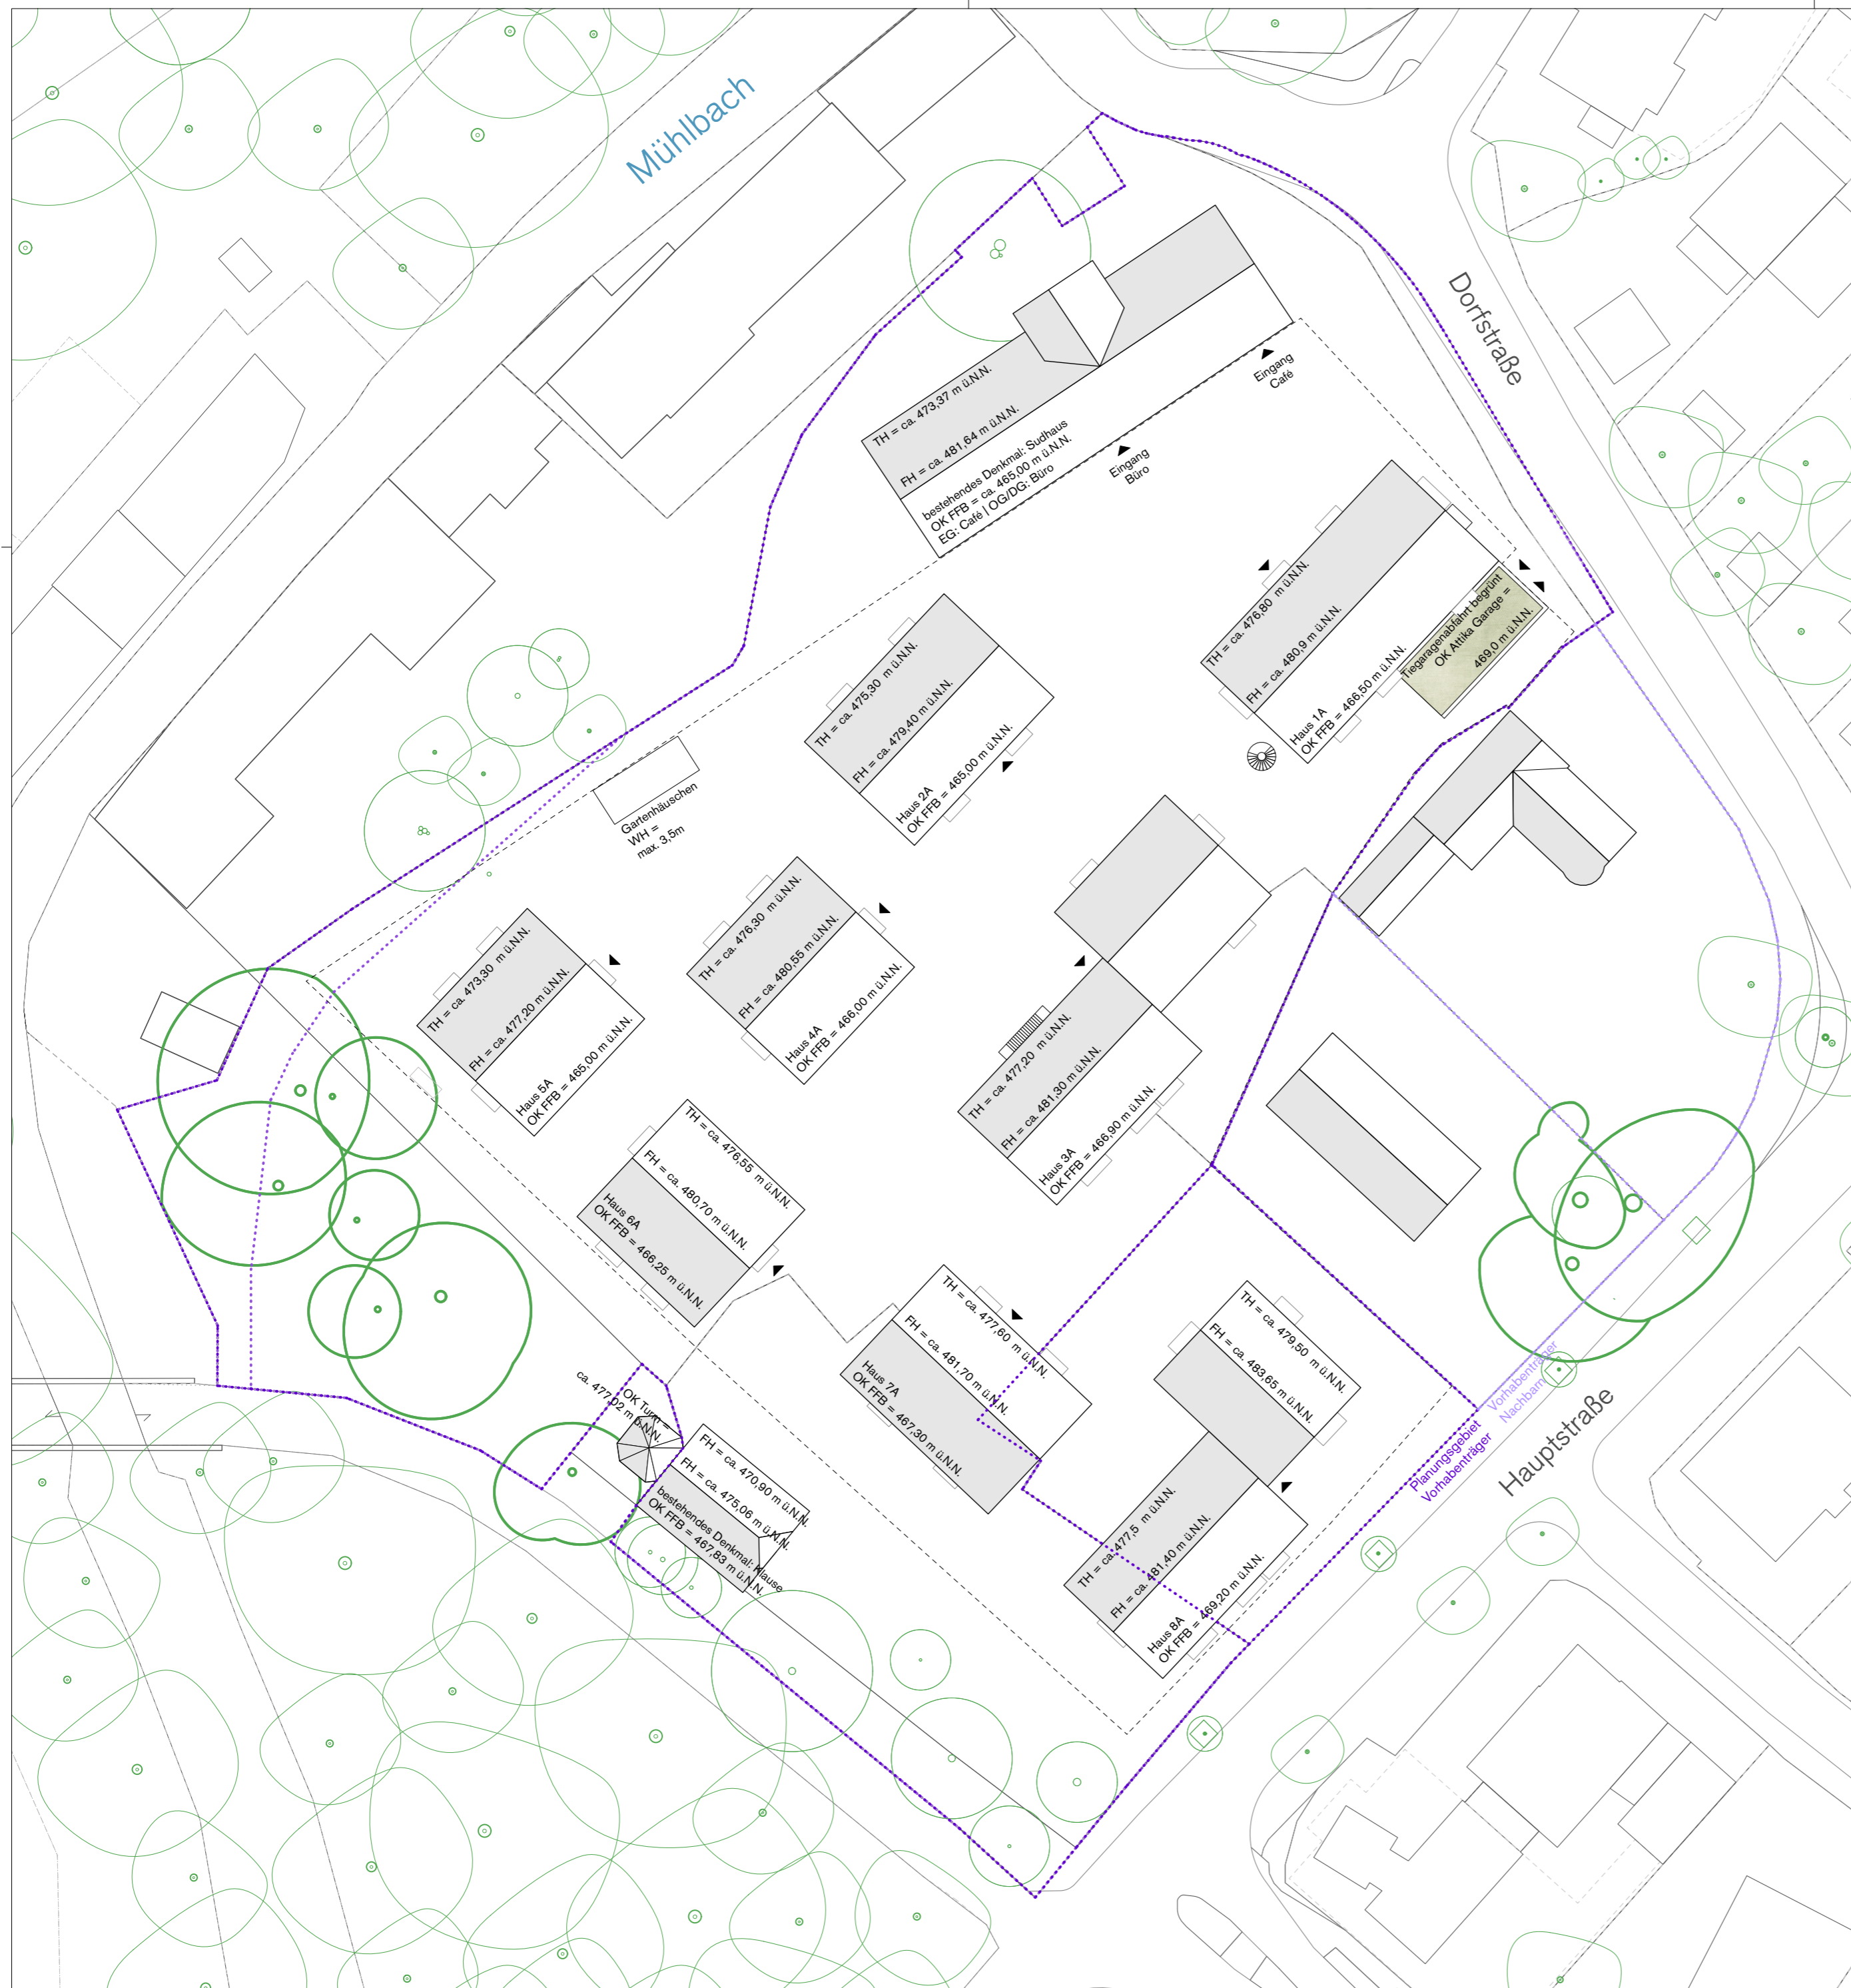 Mühlbach
Dorfstraße
TH = ca. 473,37 m ü.N.N.
FH = ca. 481,64 m ü.N.N.
bestehendes Denkmal: Sudhaus
OK FFB = ca. 465,00 m ü.N.N.
EG: Café | OG/DG: Büro
Eingang
Café
Eingang
Büro
TH = ca. 476,80 m ü.N.N.
FH = ca. 480,9 m ü.N.N.
Haus 1A
OK FFB = 466,50 m ü.N.N.
Tiegaragenabfahrt begrünt
OK Attika Garage =
469,0 m ü.N.N.
TH = ca. 475,30 m ü.N.N.
FH = ca. 479,40 m ü.N.N.
Haus 2A
OK FFB = 465,00 m ü.N.N.
Gartenhäuschen
WH =
max. 3,5m
TH = ca. 476,30 m ü.N.N.
FH = ca. 480,55 m ü.N.N.
Haus 4A
OK FFB = 466,00 m ü.N.N.
TH = ca. 473,30 m ü.N.N.
FH = ca. 477,20 m ü.N.N.
Haus 5A
OK FFB = 465,00 m ü.N.N.
TH = ca. 477,20 m ü.N.N.
FH = ca. 481,30 m ü.N.N.
Haus 3A
OK FFB = 466,90 m ü.N.N.
TH = ca. 476,55 m ü.N.N.
FH = ca. 480,70 m ü.N.N.
Haus 6A
OK FFB = 466,25 m ü.N.N.
TH = ca. 477,60 m ü.N.N.
FH = ca. 481,70 m ü.N.N.
Haus 7A
OK FFB = 467,30 m ü.N.N.
TH = ca. 479,50 m ü.N.N.
FH = ca. 483,65 m ü.N.N.
TH = ca. 477,5 m ü.N.N.
FH = ca. 481,40 m ü.N.N.
Haus 8A
OK FFB = 469,20 m ü.N.N.
OK Turm =
ca. 477,02 m ü.N.N.
FH = ca. 470,90 m ü.N.N.
FH = ca. 475,06 m ü.N.N.
bestehendes Denkmal: Klause
OK FFB = 467,83 m ü.N.N.
Vorhabenträger
Nachbarn
Planungsgebiet
Vorhabenträger
Hauptstraße